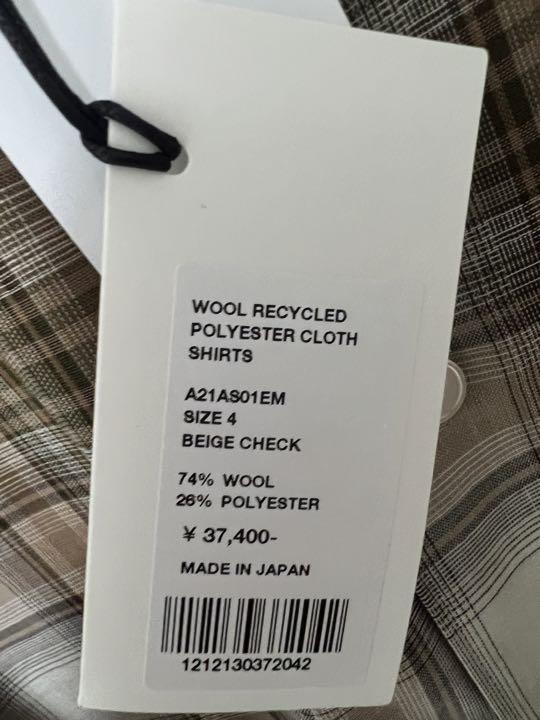 WOOL RECYCLED
POLYESTER CLOTH
SHIRTS
A21AS01EM
SIZE 4
BEIGE CHECK
74% WOOL
26% POLYESTER
¥ 37,400-
MADE IN JAPAN
1212130372042